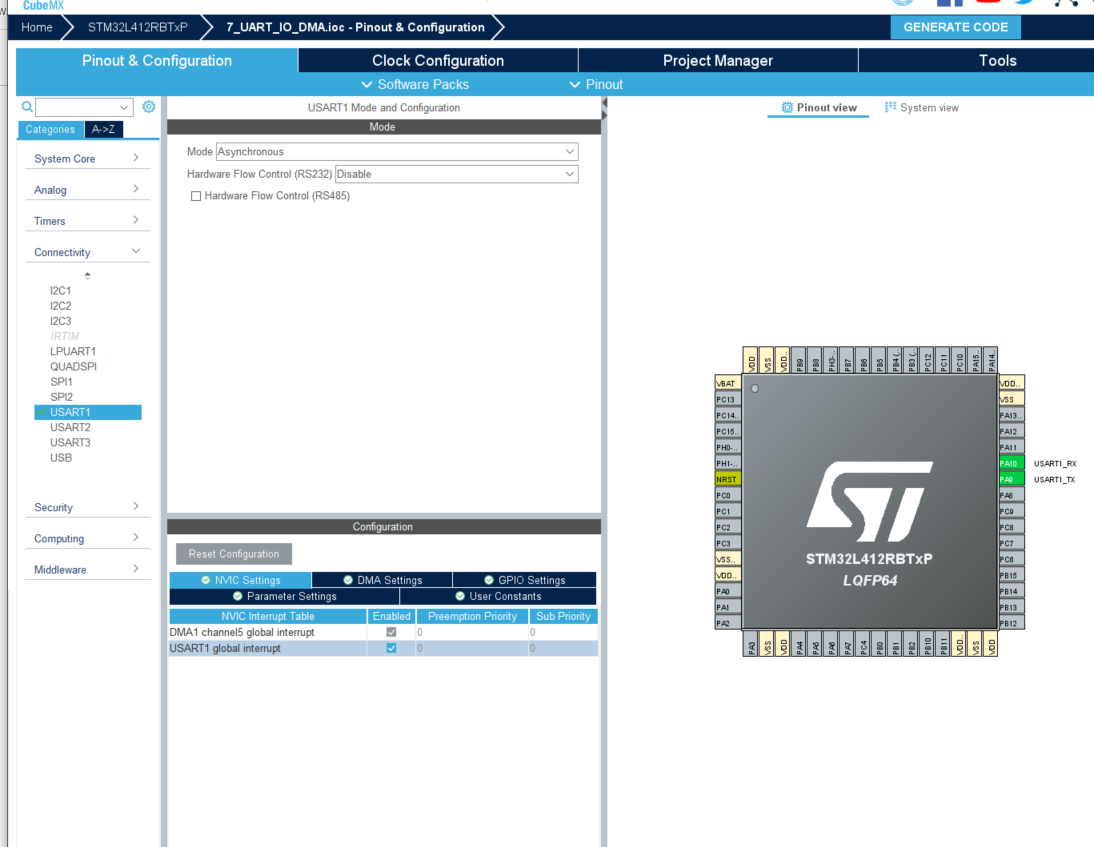 CubeMX
Home STM32L412RBTxP 7_UART_IO_DMA.ioc - Pinout & Configuration GENERATE CODE
Pinout & Configuration Clock Configuration Project Manager Tools
Software Packs Pinout
USART1 Mode and Configuration
Categories A->Z
System Core
Analog
Timers
Connectivity
I2C1
I2C2
I2C3
IRTIM
LPUART1
QUADSPI
SPI1
SPI2
USART1
USART2
USART3
USB
Security
Computing
Middleware
Mode
Mode Asynchronous
Hardware Flow Control (RS232) Disable
Hardware Flow Control (RS485)
Configuration
Reset Configuration
NVIC Settings DMA Settings GPIO Settings
Parameter Settings User Constants
NVIC Interrupt Table Enabled Preemption Priority Sub Priority
DMA1 channel5 global interrupt 0 0
USART1 global interrupt 0 0
Pinout view System view
VDD VSS VDD.. PB9 PB8 PH3-.. PB7 PB6 PB5 PB4 (.. PB3 (.. PC12 PC11 PC10 PA15.. PA14..
VBAT
PC13
PC14..
PC15..
PH0-..
PH1-..
NRST
PC0
PC1
PC2
PC3
VSS..
VDD..
PA0
PA1
PA2
STM32L412RBTxP
LQFP64
VDD..
VSS
PA13..
PA12
PA11
PA10 USART1_RX
PA9 USART1_TX
PA8
PC9
PC8
PC7
PC6
PB15
PB14
PB13
PB12
PA3 VSS VDD PA4 PA5 PA6 PA7 PC4 PB0 PB1 PB2 PB10 PB11 VDD.. VSS VDD